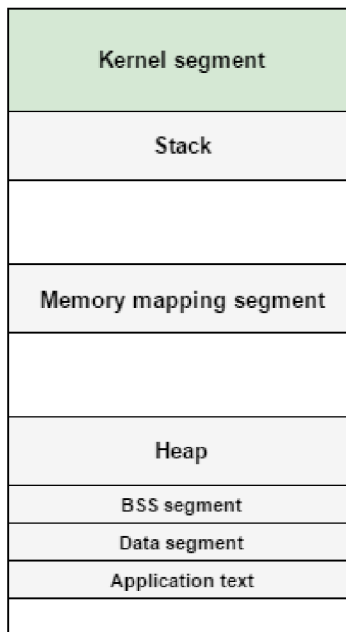 Kernel segment
Stack
Memory mapping segment
Heap
BSS segment
Data segment
Application text